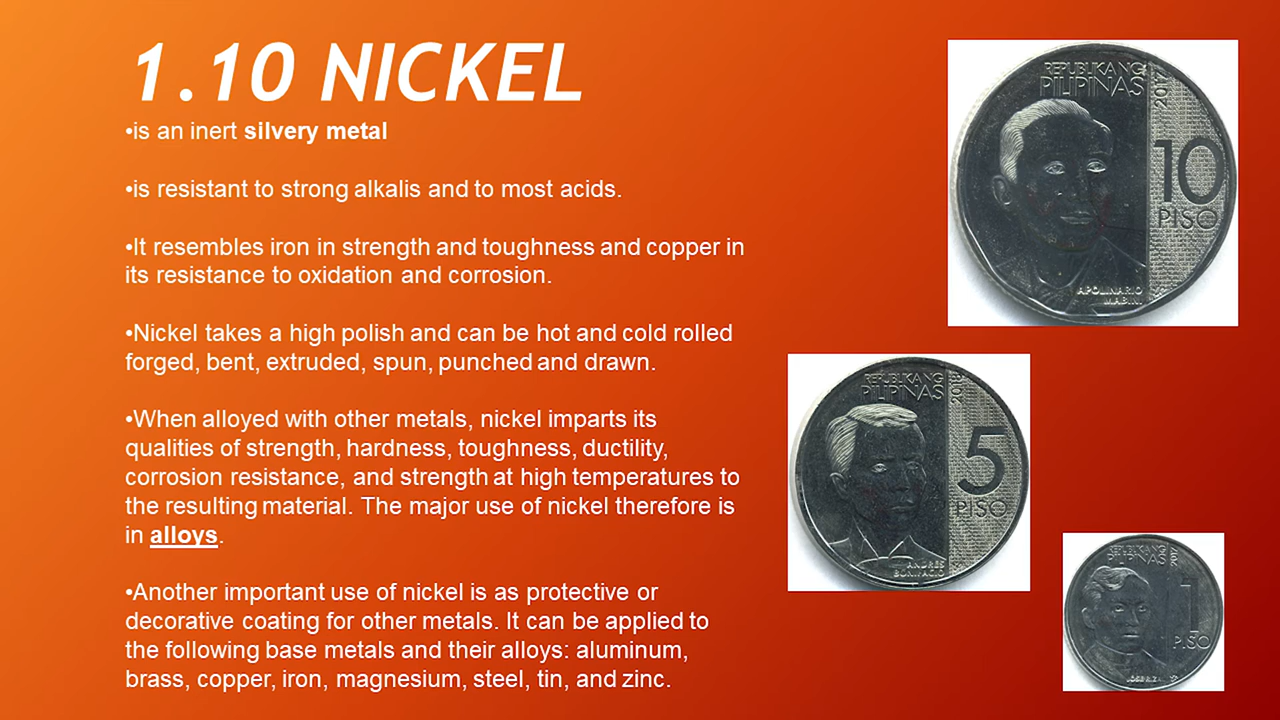 1.10 NICKEL
•is an inert silvery metal
•is resistant to strong alkalis and to most acids.
•It resembles iron in strength and toughness and copper in
its resistance to oxidation and corrosion.
•Nickel takes a high polish and can be hot and cold rolled
forged, bent, extruded, spun, punched and drawn.
•When alloyed with other metals, nickel imparts its
qualities of strength, hardness, toughness, ductility,
corrosion resistance, and strength at high temperatures to
the resulting material. The major use of nickel therefore is
in alloys.
•Another important use of nickel is as protective or
decorative coating for other metals. It can be applied to
the following base metals and their alloys: aluminum,
brass, copper, iron, magnesium, steel, tin, and zinc.
REPUBLIKA NG
PILIPINAS
2017
10
PISO
APOLINARIO
MABINI
REPUBLIKA NG
PILIPINAS
5
PISO
ANDRES
BONIFACIO
REPUBLIKA NG
PILIPINAS
1
PISO